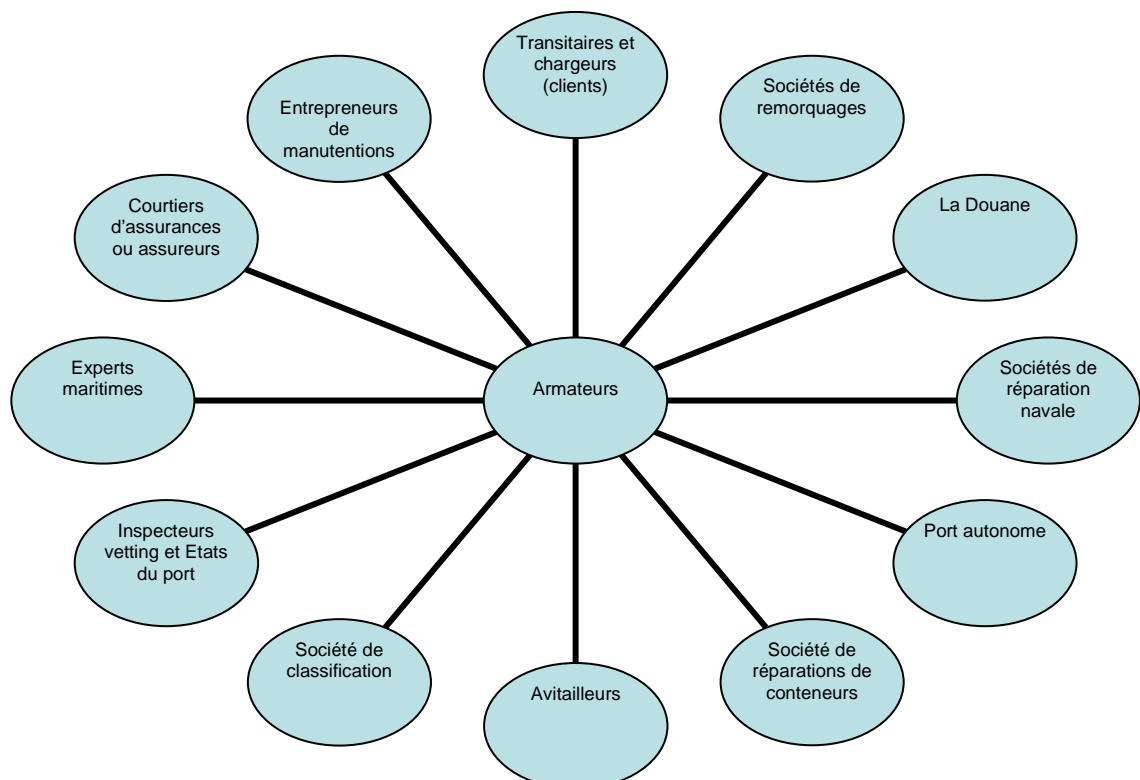 Transitaires et
chargeurs
(clients)
Sociétés de
remorquages
Entrepreneurs
de
manutentions
La Douane
Courtiers
d'assurances
ou assureurs
Experts
maritimes
Armateurs
Sociétés de
réparation
navale
Inspecteurs
vetting et Etats
du port
Port autonome
Société de
classification
Avitailleurs
Société de
réparations de
conteneurs